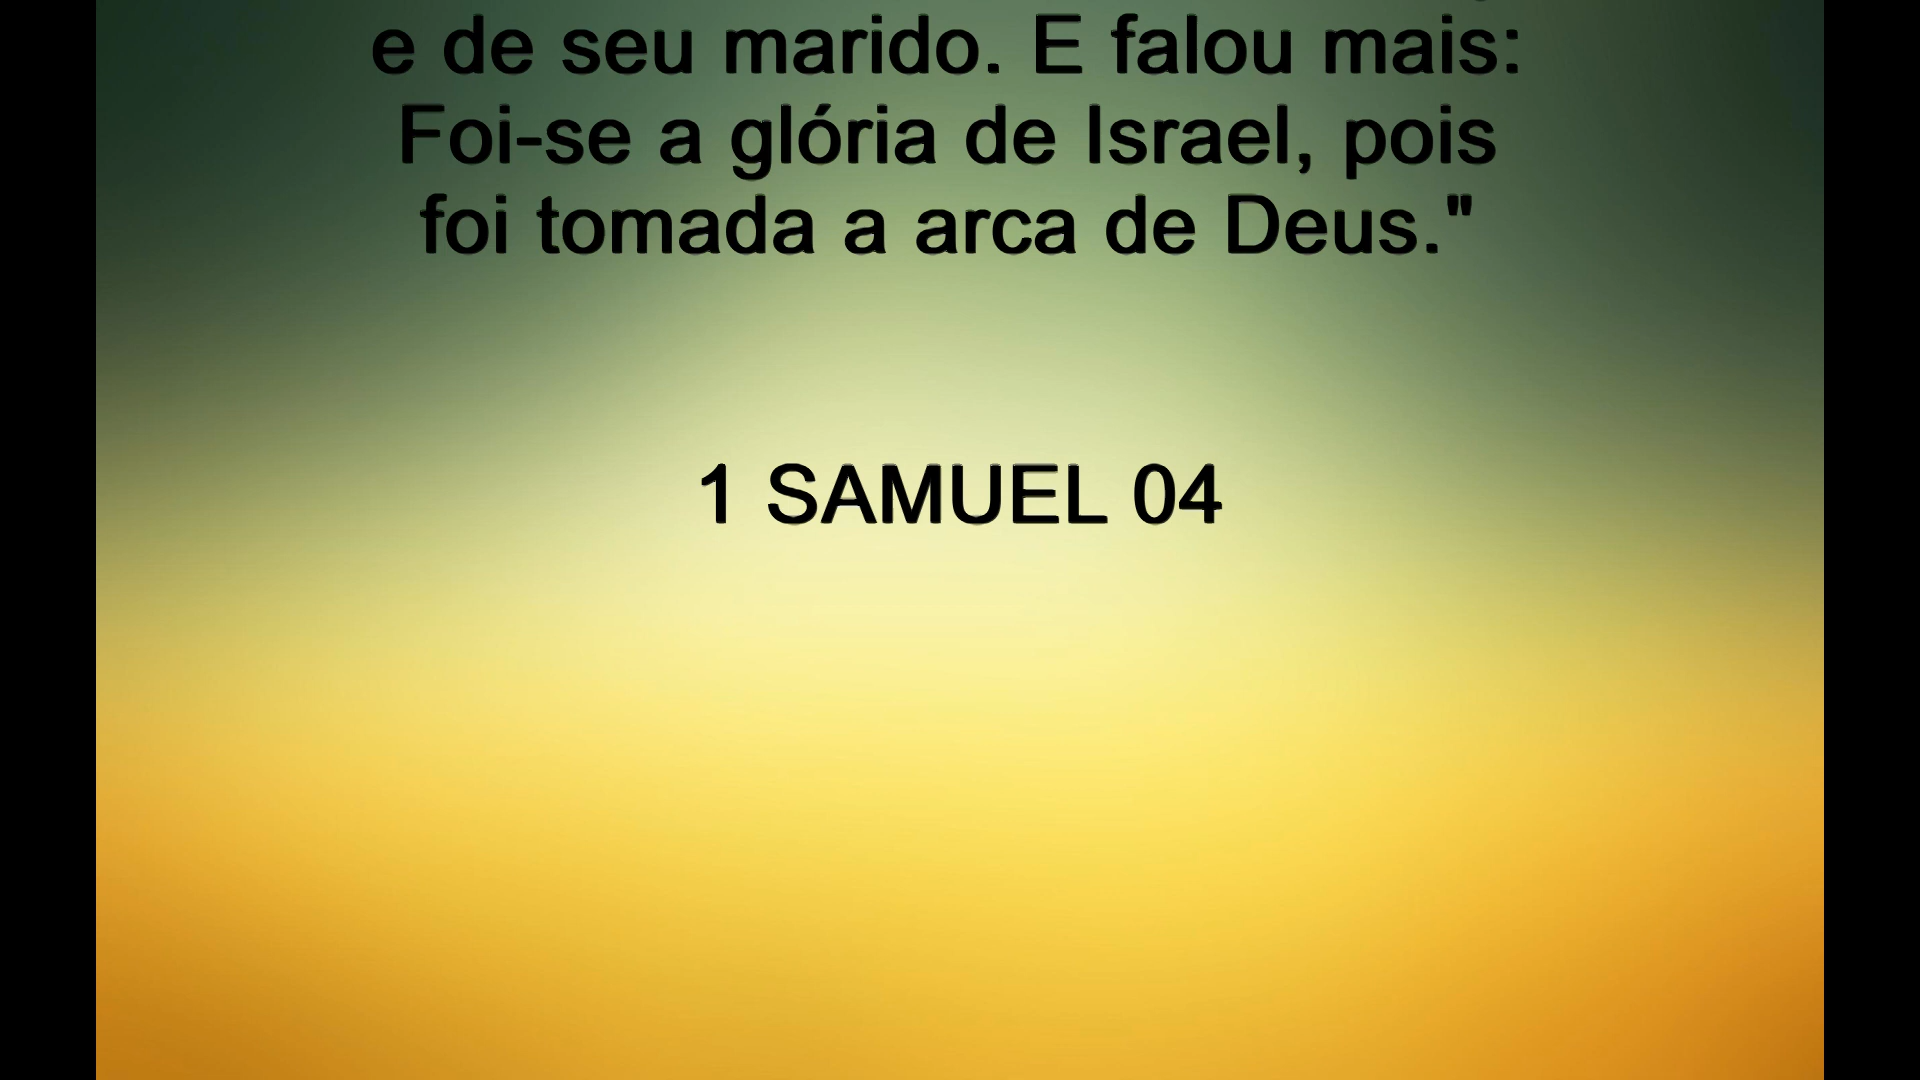 e de seu marido. E falou mais:
Foi-se a glória de Israel, pois
foi tomada a arca de Deus."
1 SAMUEL 04